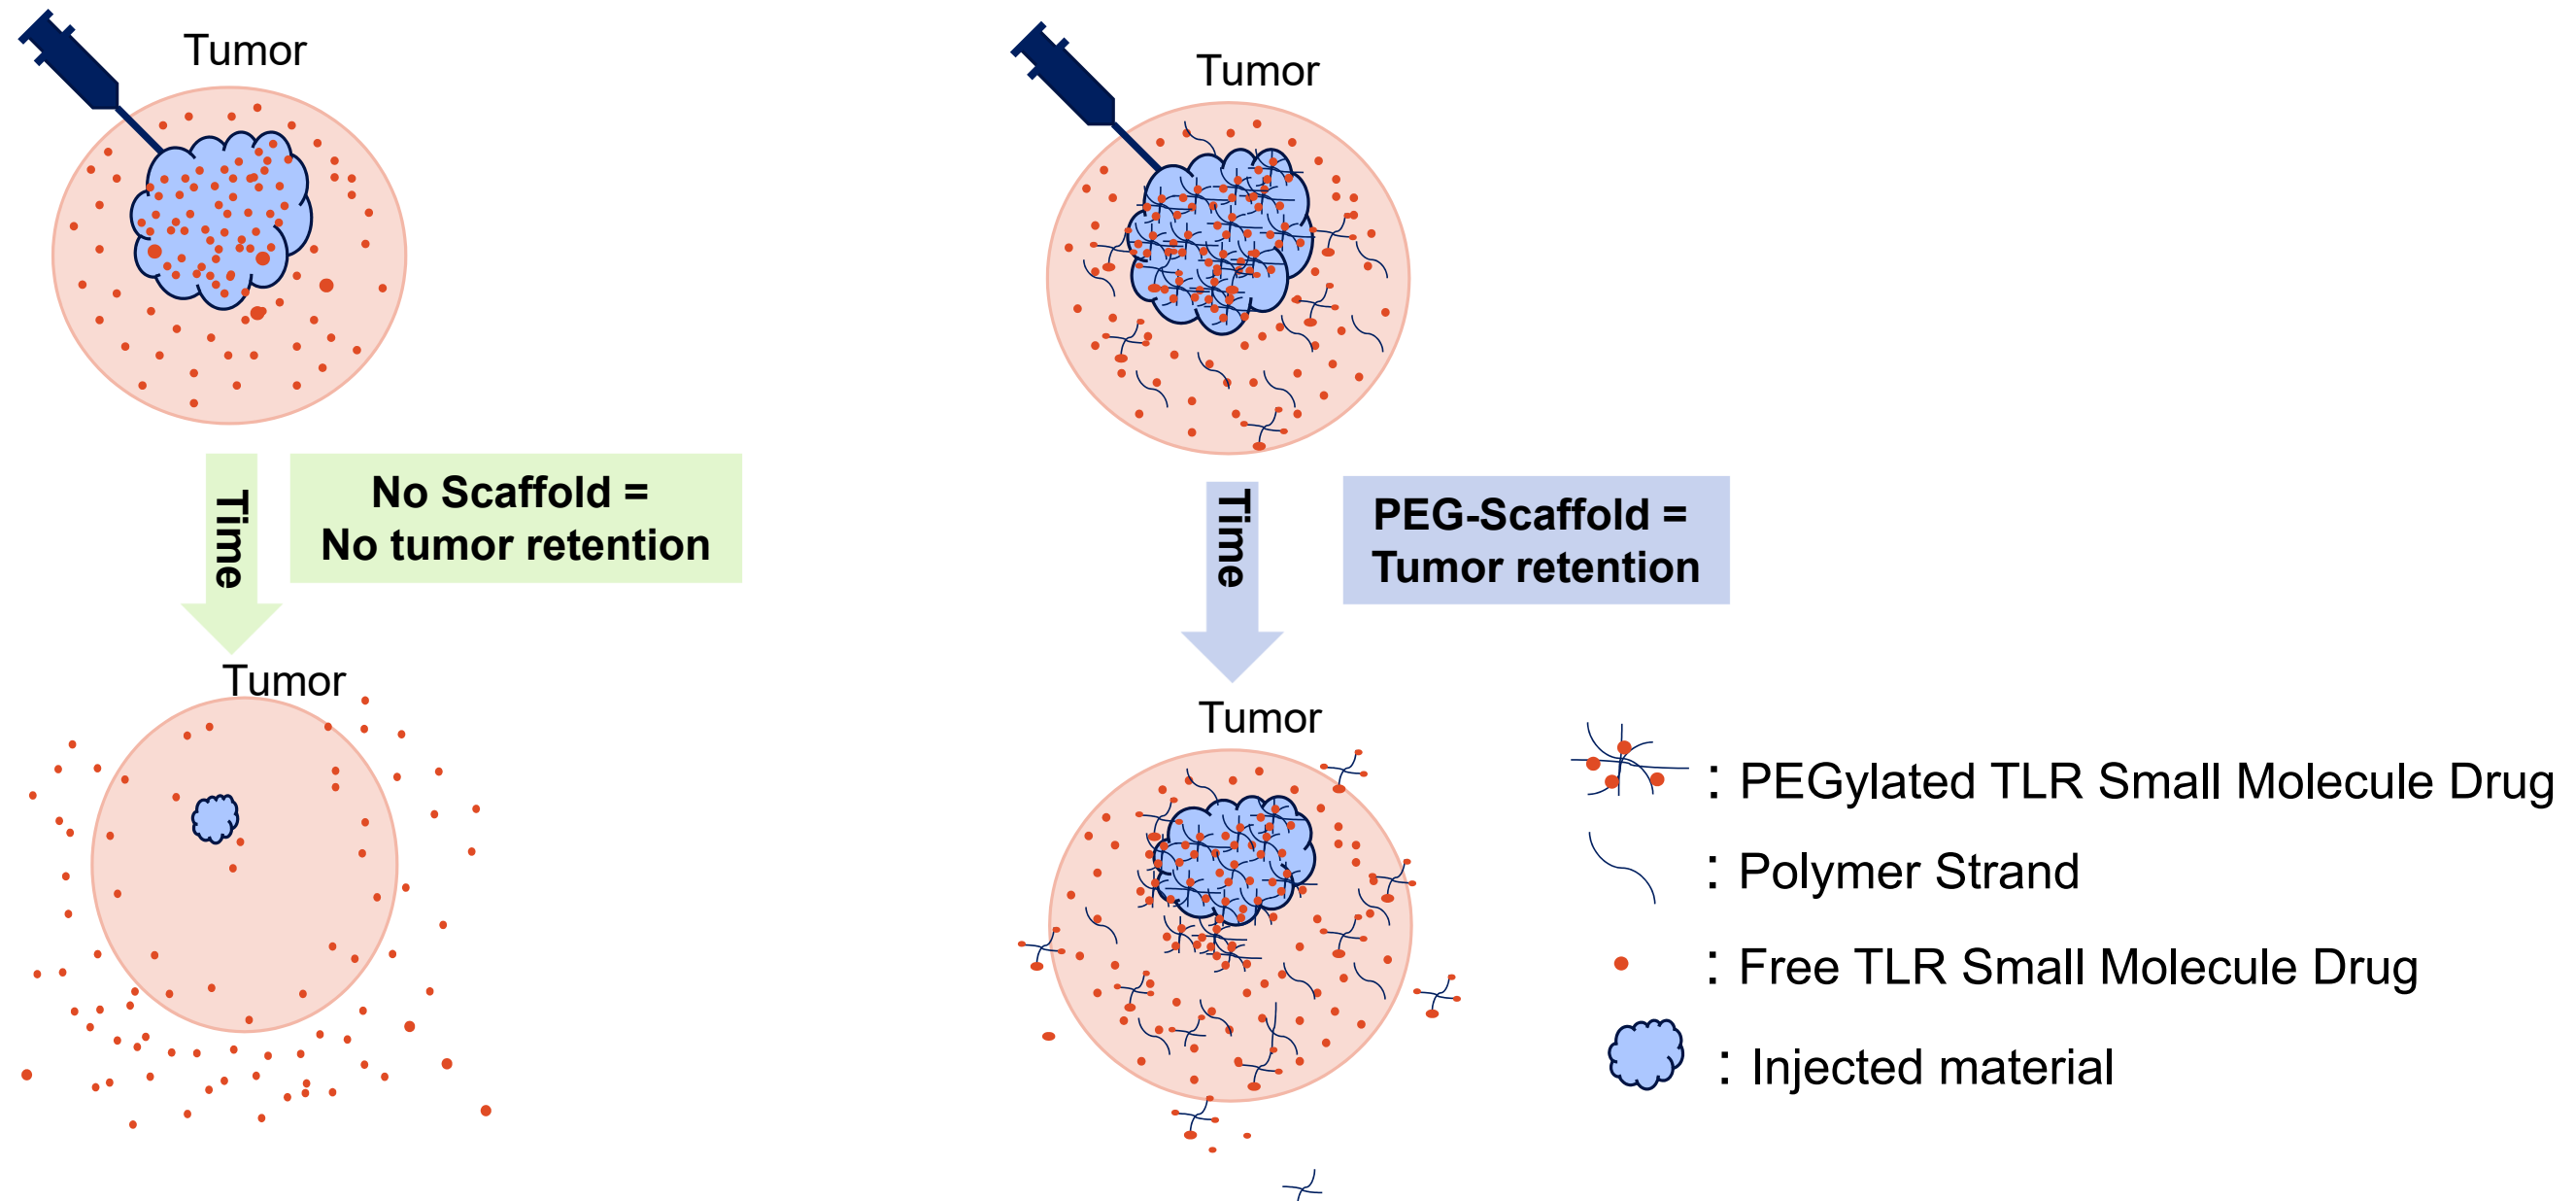 Tumor
Time
No Scaffold =
No tumor retention
Tumor
Tumor
Time
PEG-Scaffold =
Tumor retention
Tumor
: PEGylated TLR Small Molecule Drug
: Polymer Strand
: Free TLR Small Molecule Drug
: Injected material